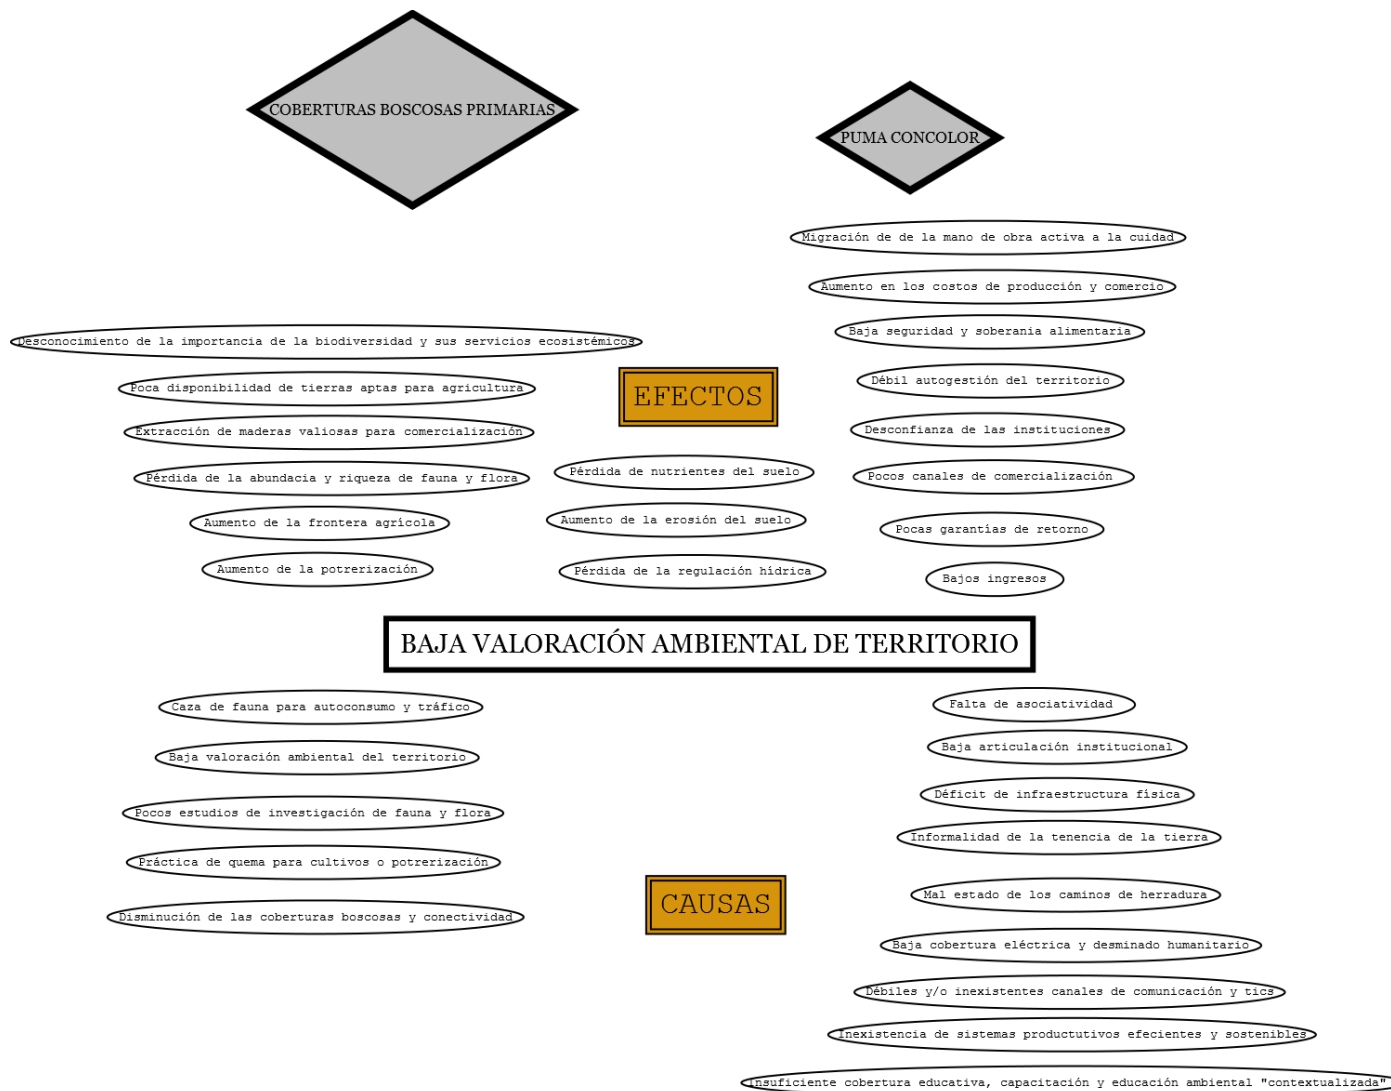 COBERTURAS BOSCOSAS PRIMARIAS
PUMA CONCOLOR
Migración de de la mano de obra activa a la cuidad
Aumento en los costos de producción y comercio
Baja seguridad y soberania alimentaria
Débil autogestión del territorio
Desconfianza de las instituciones
Pocos canales de comercialización
Pocas garantías de retorno
Bajos ingresos
Desconocimiento de la importancia de la biodiversidad y sus servicios ecosistémicos
Poca disponibilidad de tierras aptas para agricultura
Extracción de maderas valiosas para comercialización
Pérdida de la abundacia y riqueza de fauna y flora
Aumento de la frontera agrícola
Aumento de la potrerización
EFECTOS
Pérdida de nutrientes del suelo
Aumento de la erosión del suelo
Pérdida de la regulación hídrica
BAJA VALORACIÓN AMBIENTAL DE TERRITORIO
Caza de fauna para autoconsumo y tráfico
Baja valoración ambiental del territorio
Pocos estudios de investigación de fauna y flora
Práctica de quema para cultivos o potrerización
Disminución de las coberturas boscosas y conectividad
CAUSAS
Falta de asociatividad
Baja articulación institucional
Déficit de infraestructura física
Informalidad de la tenencia de la tierra
Mal estado de los caminos de herradura
Baja cobertura eléctrica y desminado humanitario
Débiles y/o inexistentes canales de comunicación y tics
Inexistencia de sistemas productutivos efecientes y sostenibles
Insuficiente cobertura educativa, capacitación y educación ambiental "contextualizada"